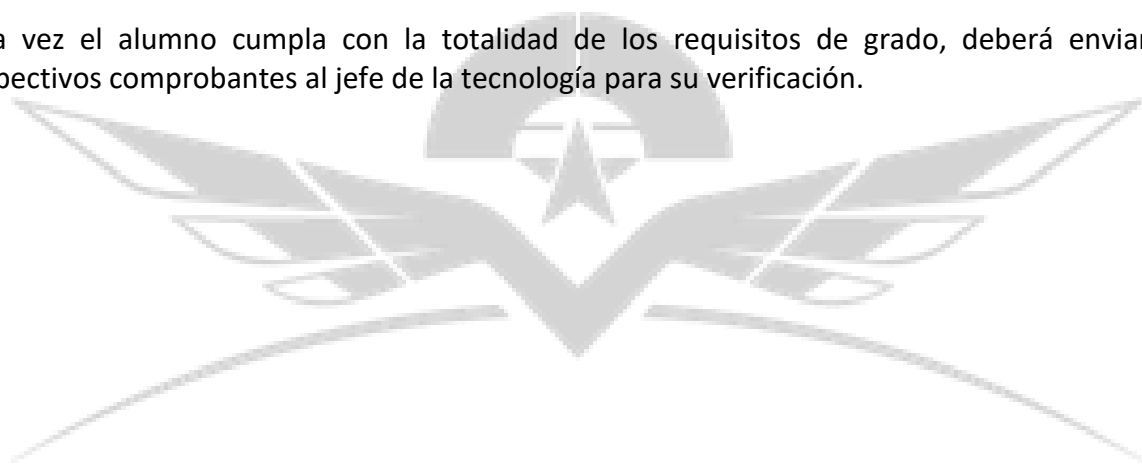 vez el alumno cumpla con la totalidad de los requisitos de grado, deberá enviar
pectivos comprobantes al jefe de la tecnología para su verificación.